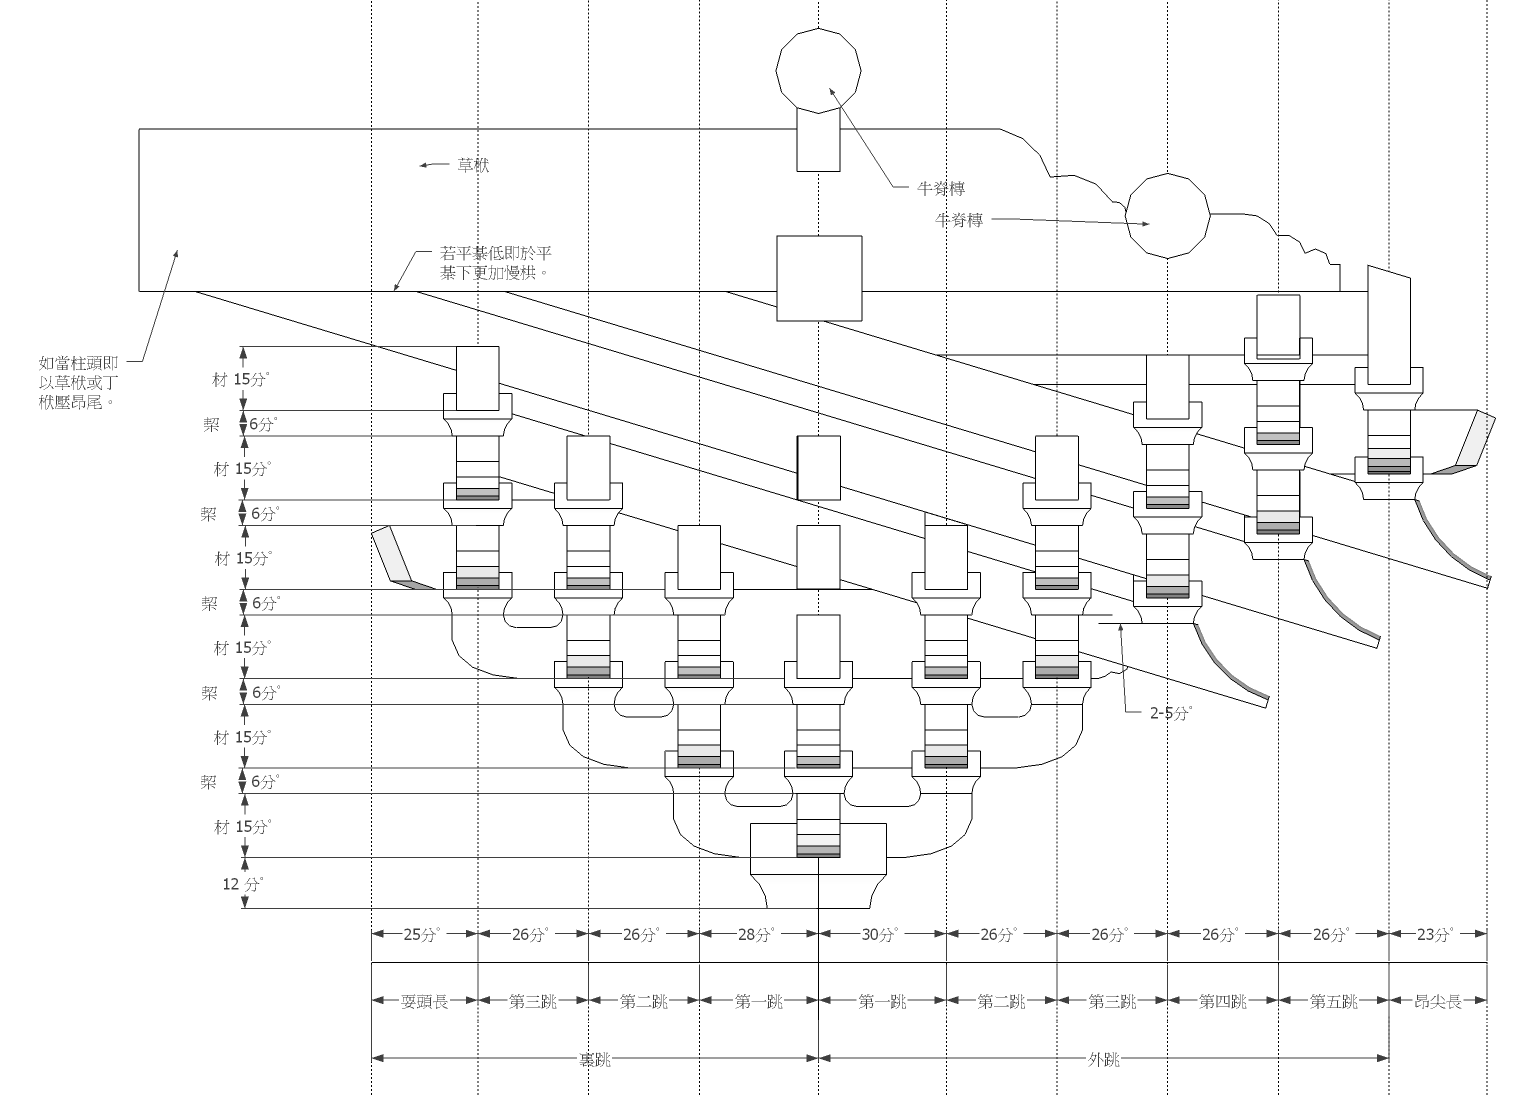 草栿
牛脊槫
牛脊槫
若平棊低即於平
棊下更加慢栱。
如當柱頭即
以草栿或丁
栿壓昂尾。
材 15分°
栔 6分°
材 15分°
栔 6分°
材 15分°
栔 6分°
材 15分°
栔 6分°
材 15分°
栔 6分°
材 15分°
12 分°
2-5分°
25分° 26分° 26分° 28分° 30分° 26分° 26分° 26分° 26分° 23分°
耍頭長 第三跳 第二跳 第一跳 第一跳 第二跳 第三跳 第四跳 第五跳 昂尖長
裏跳 外跳